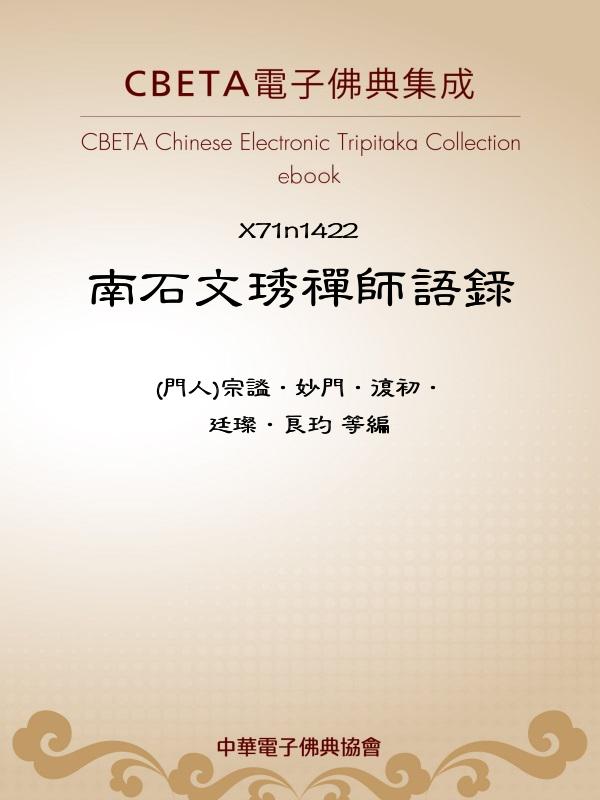 CBETA電子佛典集成
CBETA Chinese Electronic Tripitaka Collection
ebook
X71n1422
南石文琇禪師語錄
(門人)宗謐．妙門．復初．
廷璨．良玓 等編
中華電子佛典協會